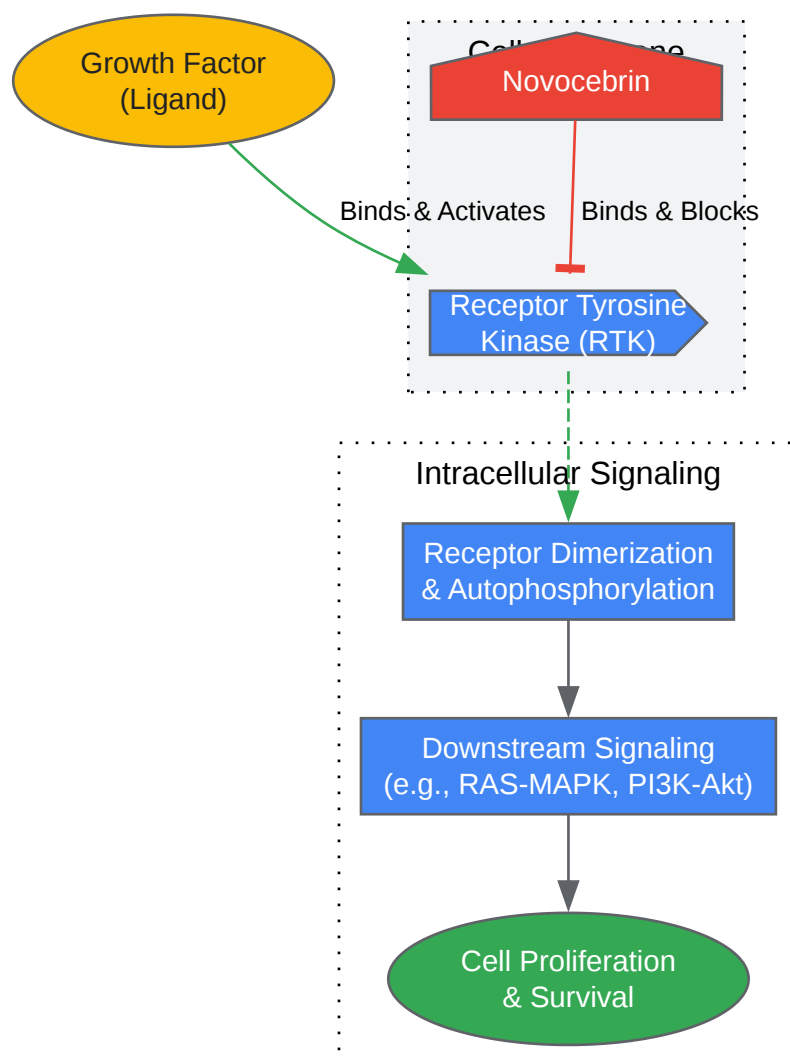 Growth Factor
(Ligand)
Novocebrin
Binds & Activates
Binds & Blocks
Receptor Tyrosine
Kinase (RTK)
Intracellular Signaling
Receptor Dimerization
& Autophosphorylation
Downstream Signaling
(e.g., RAS-MAPK, PI3K-Akt)
Cell Proliferation
& Survival